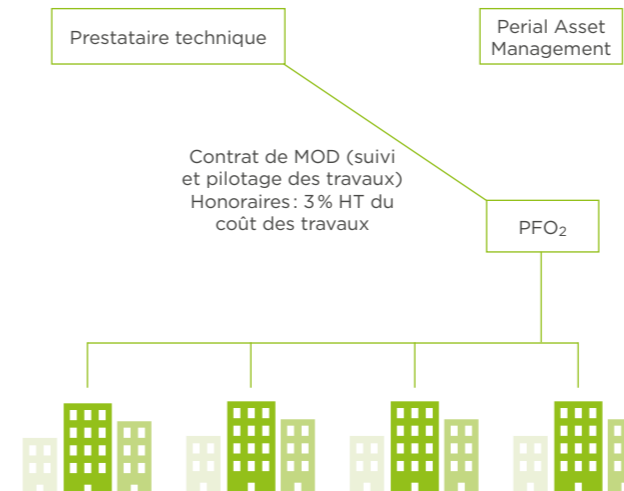 Prestataire technique
Perial Asset
Management
Contrat de MOD (suivi
et pilotage des travaux)
Honoraires : 3 % HT du
coût des travaux
PFO₂